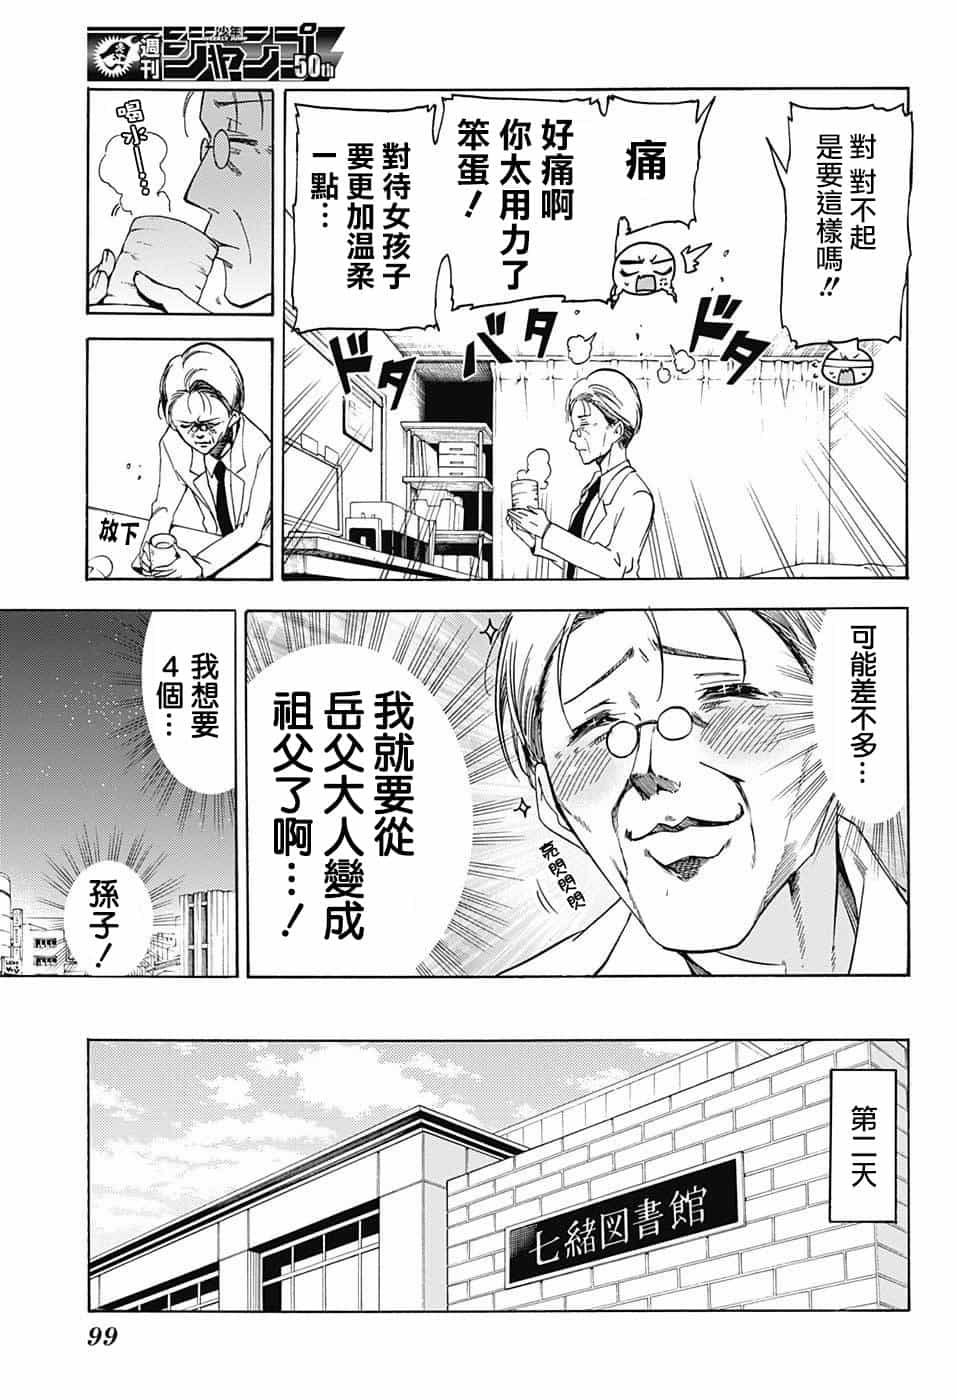 週刊
少年
ジャンプ
50th
對 對不起
是要這樣嗎!!
痛
好痛啊
你太用力了
笨蛋!
對待女孩子
要更加溫柔
一點…
ドタ
バタ
ドタ
喝水…
放下
可能差不多…
亮閃閃閃
我就要從
岳父大人變成
祖父了啊…!
我想要
4個…
孫子!
第二天
七緒図書館
99